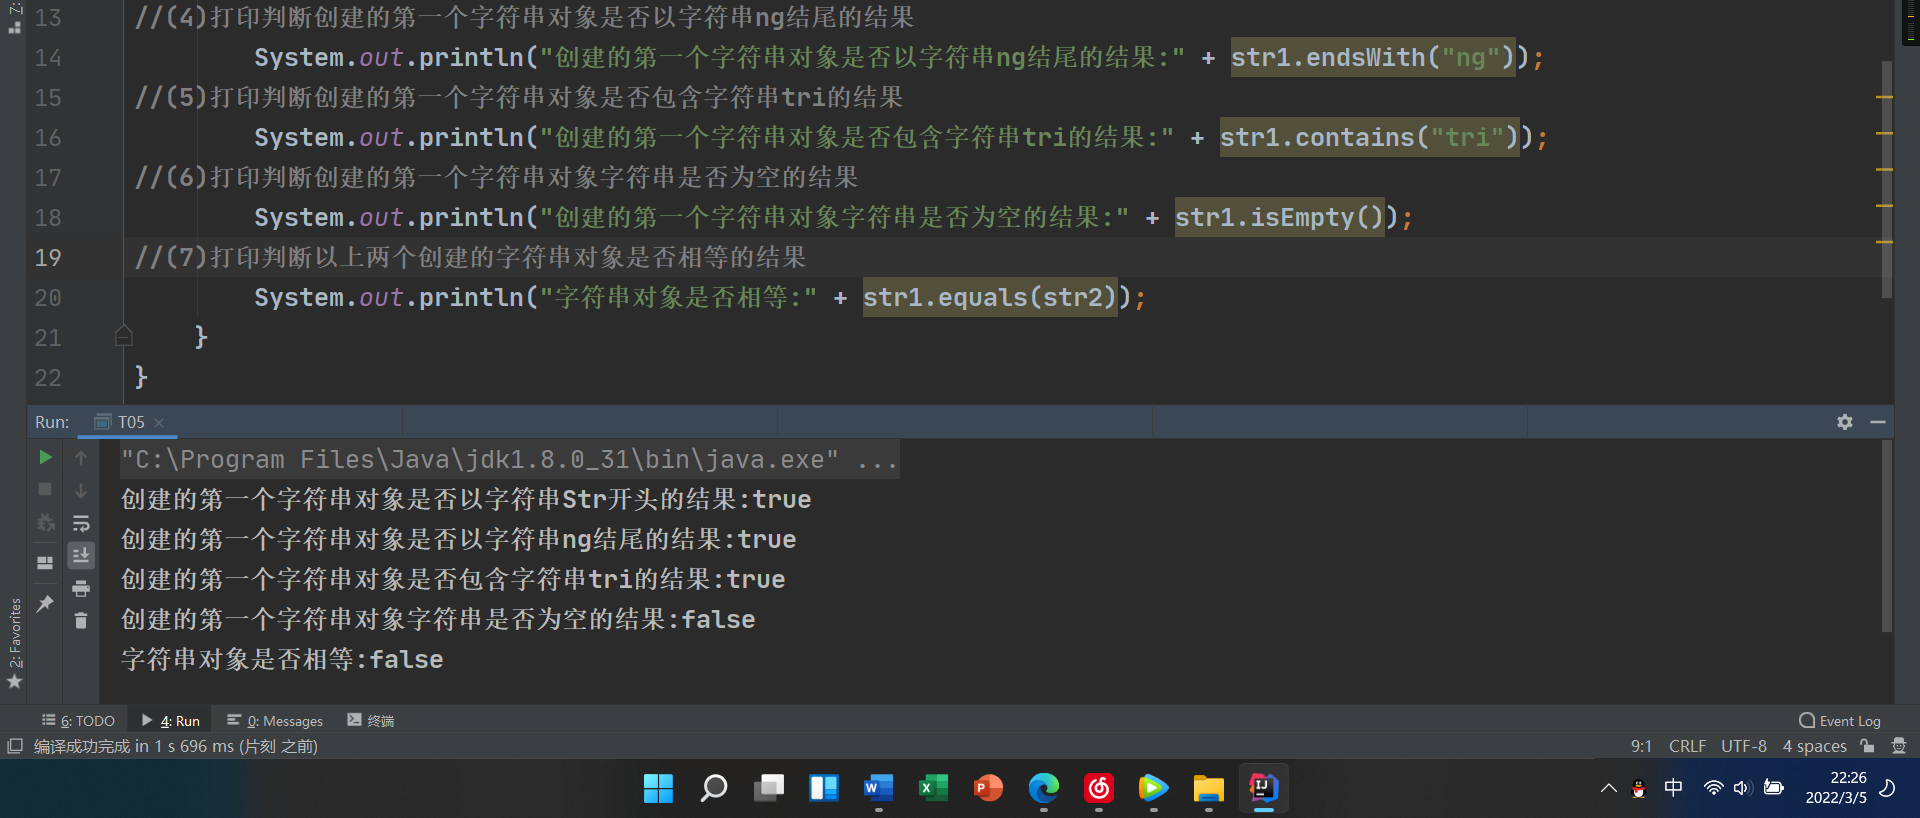 Z:
13 //(4)打印判断创建的第一个字符串对象是否以字符串ng结尾的结果
14 System.out.println("创建的第一个字符串对象是否以字符串ng结尾的结果:" + str1.endsWith("ng"));
15 //(5)打印判断创建的第一个字符串对象是否包含字符串tri的结果
16 System.out.println("创建的第一个字符串对象是否包含字符串tri的结果:" + str1.contains("tri"));
17 //(6)打印判断创建的第一个字符串对象字符串是否为空的结果
18 System.out.println("创建的第一个字符串对象字符串是否为空的结果:" + str1.isEmpty());
19 //(7)打印判断以上两个创建的字符串对象是否相等的结果
20 System.out.println("字符串对象是否相等:" + str1.equals(str2));
21 }
22 }
Run: T05
"C:\Program Files\Java\jdk1.8.0_31\bin\java.exe" ...
创建的第一个字符串对象是否以字符串Str开头的结果:true
创建的第一个字符串对象是否以字符串ng结尾的结果:true
创建的第一个字符串对象是否包含字符串tri的结果:true
创建的第一个字符串对象字符串是否为空的结果:false
字符串对象是否相等:false
2: Favorites
6: TODO 4: Run 0: Messages 终端 Event Log
编译成功完成 in 1 s 696 ms (片刻 之前) 9:1 CRLF UTF-8 4 spaces
W X P IJ 中 22:26
2022/3/5